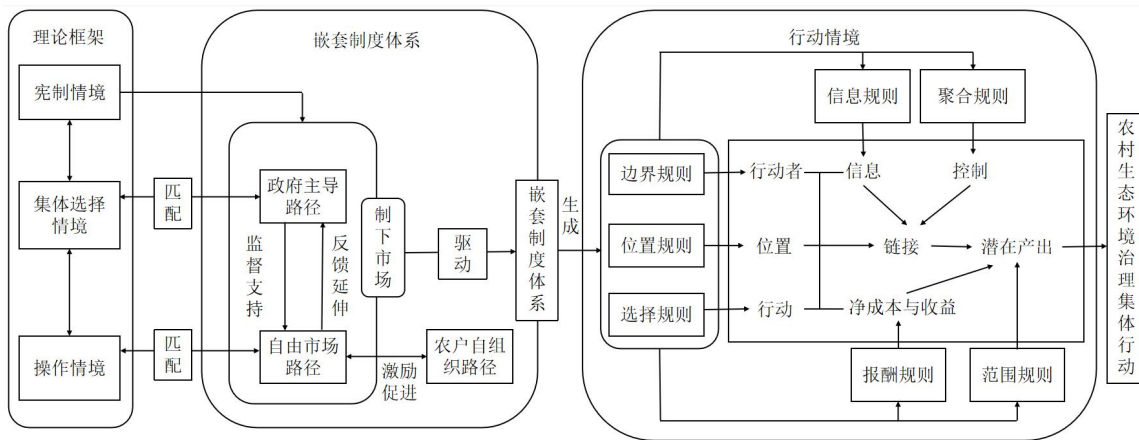 理论框架
宪制情境
集体选择
情境
操作情境
匹配
匹配
嵌套制度体系
政府主导
路径
监督支持
反馈延伸
自由市场
路径
制下市场
驱动
激励
促进
农户自组
织路径
嵌套制度体系
生成
行动情境
信息规则
聚合规则
边界规则
行动者
信息
控制
位置规则
位置
链接
潜在产出
选择规则
行动
净成本与收益
报酬规则
范围规则
农村生态环境治理集体行动